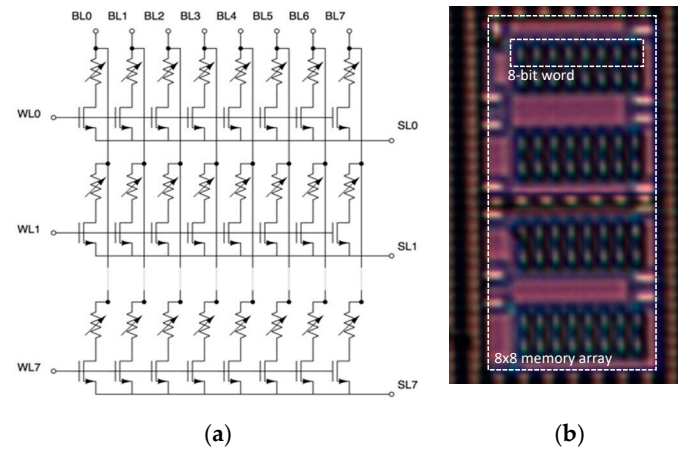 BL0 BL1 BL2 BL3 BL4 BL5 BL6 BL7
WL0
SL0
WL1
SL1
WL7
SL7
8-bit word
8x8 memory array
(a) (b)